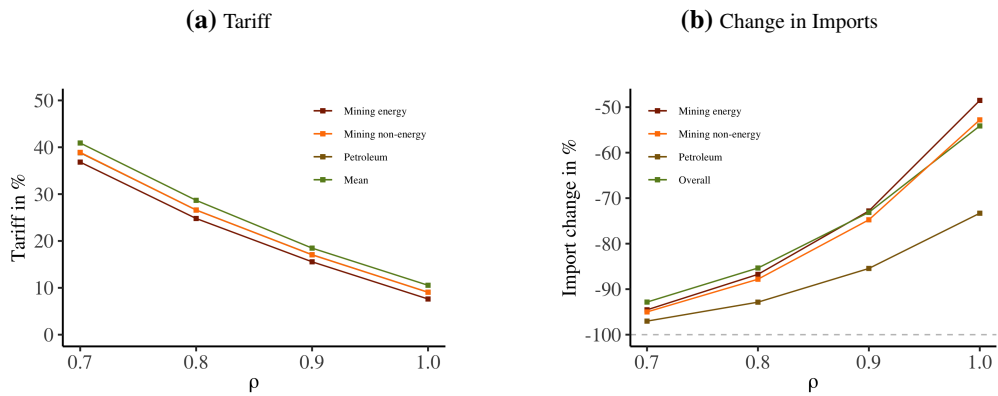 (a) Tariff
50
40
30
20
10
0
Tariff in %
Mining energy
Mining non-energy
Petroleum
Mean
0.7 0.8 0.9 1.0
ρ
(b) Change in Imports
-50
-60
-70
-80
-90
-100
Import change in %
Mining energy
Mining non-energy
Petroleum
Overall
0.7 0.8 0.9 1.0
ρ